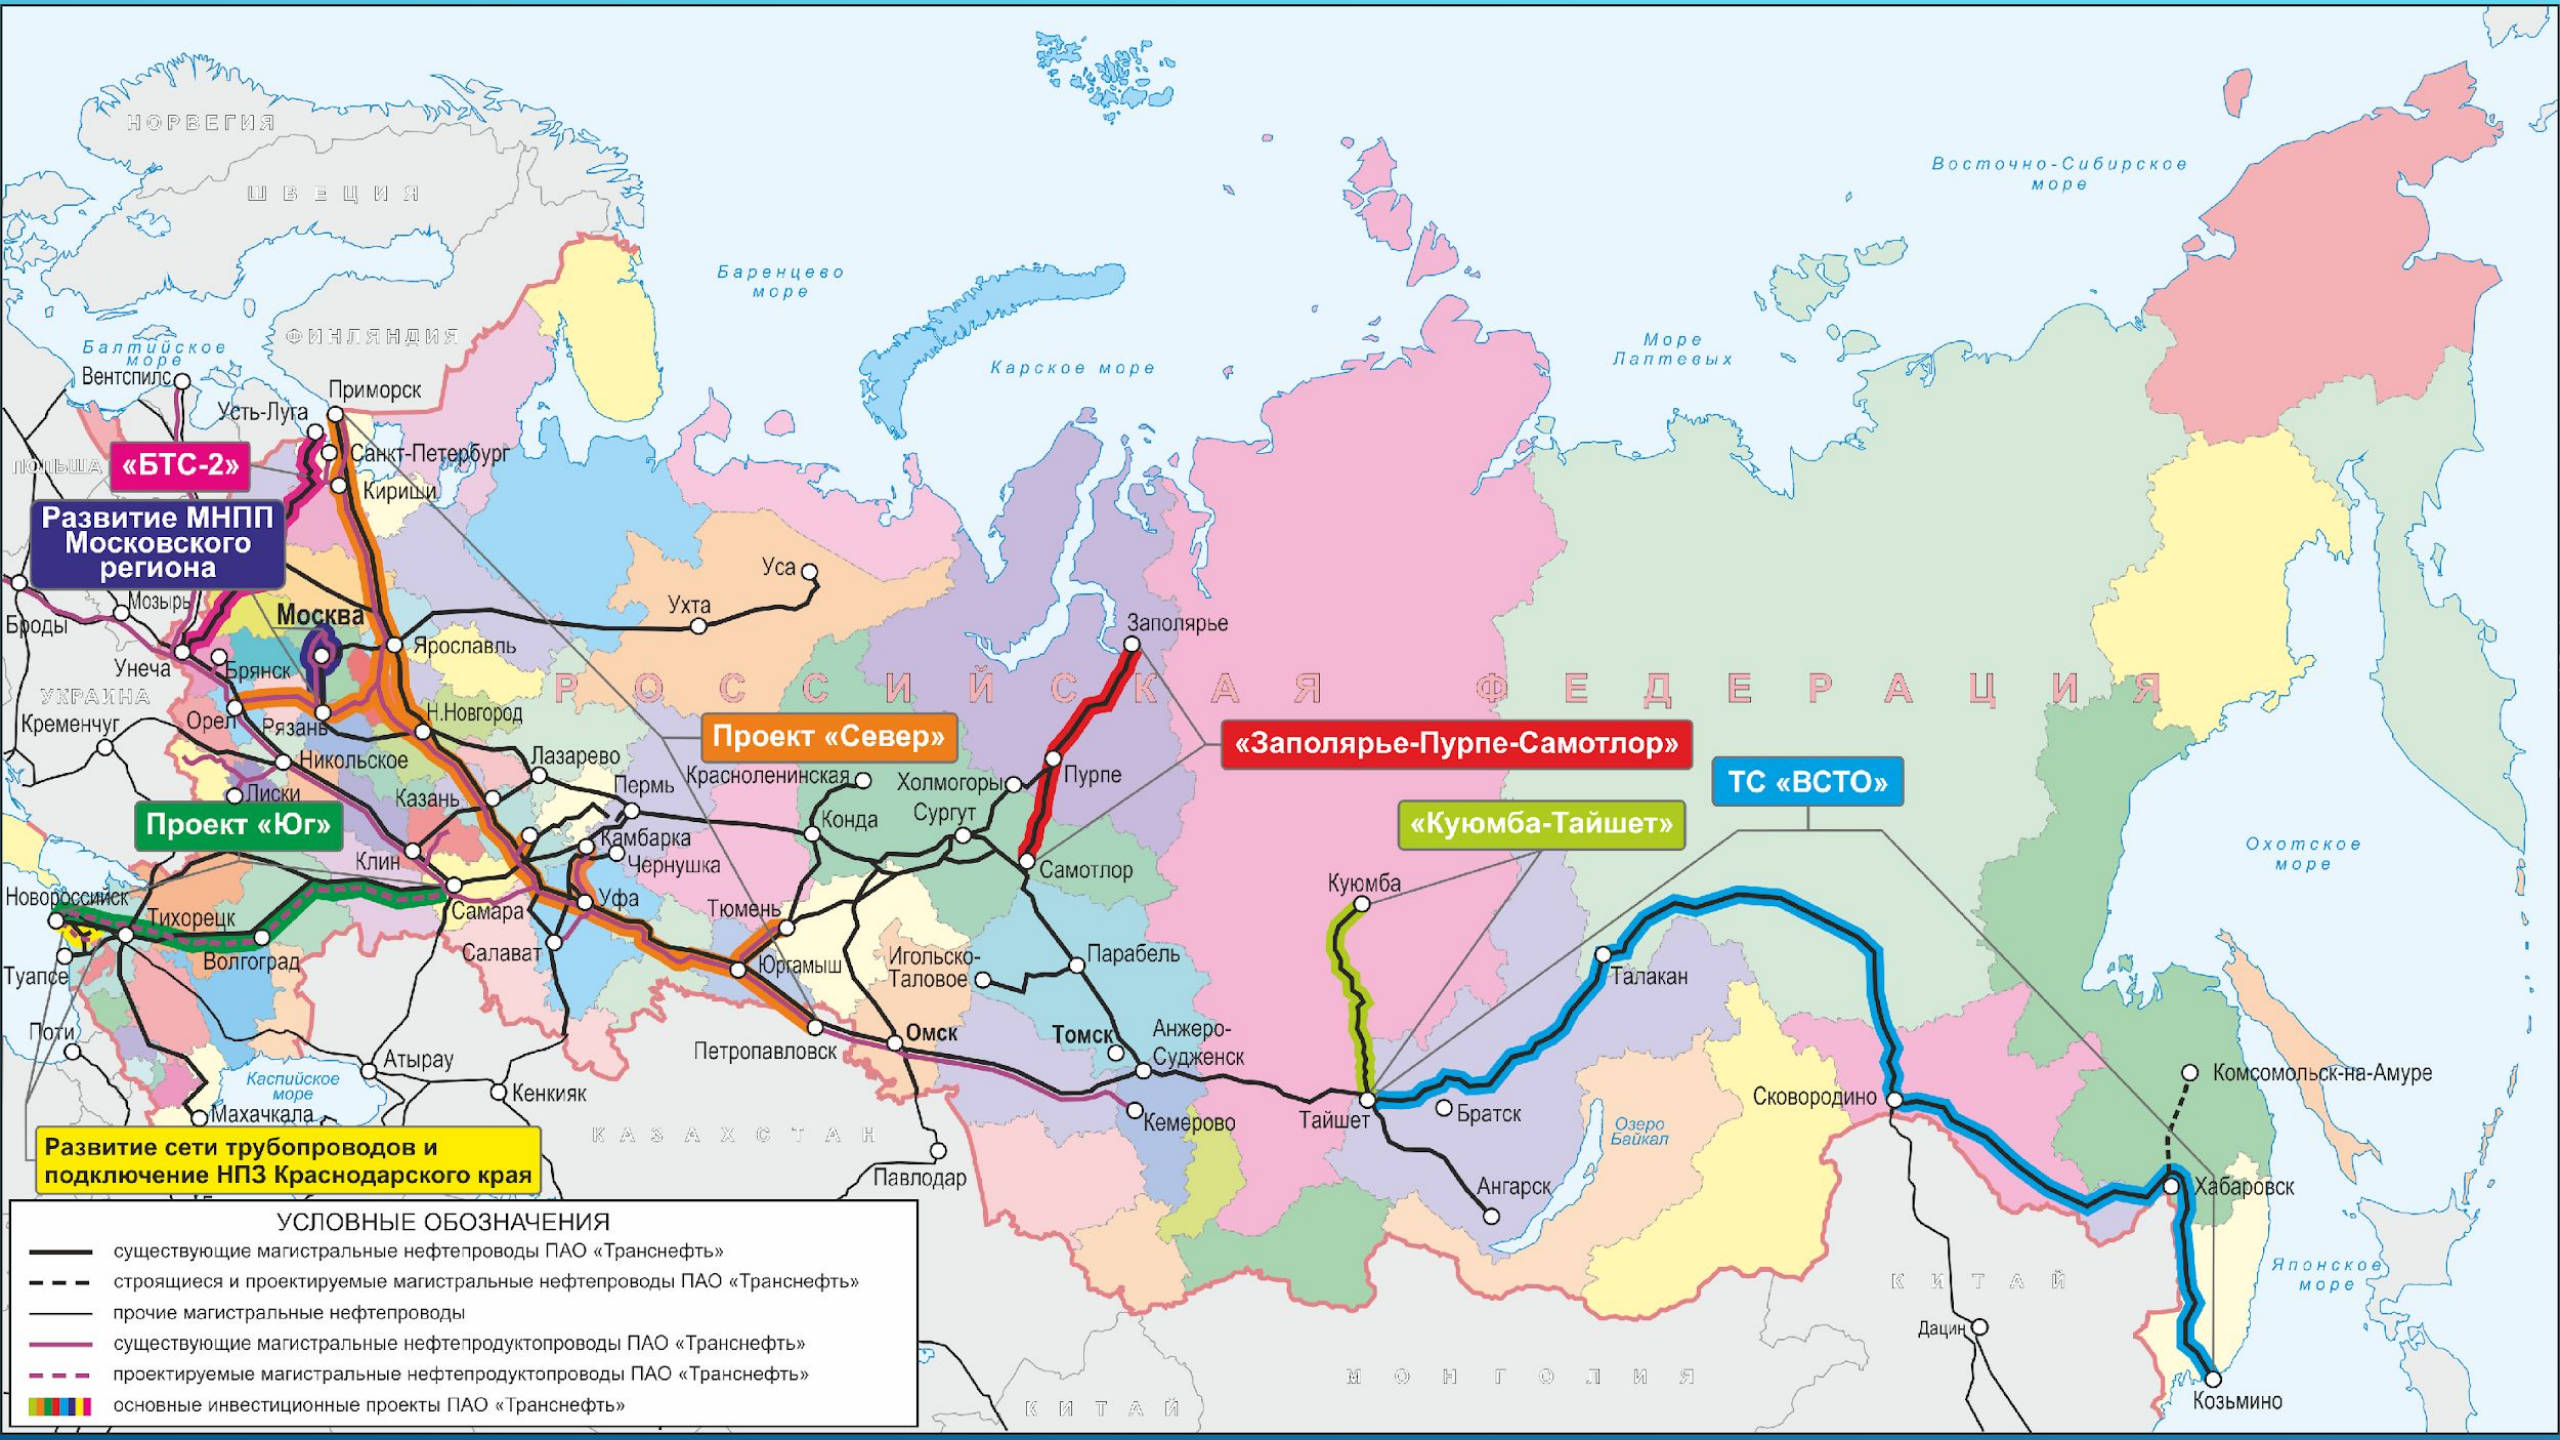 НОРВЕГИЯ
ШВЕЦИЯ
ФИНЛЯНДИЯ
Восточно-Сибирское
море
Баренцево
море
Карское море
Море
Лаптевых
Балтийское
море
Вентспилс
Приморск
Усть-Луга
Санкт-Петербург
ПОЛЬША
«БТС-2»
Кириши
Развитие МНПП
Московского
региона
Уса
Ухта
Мозырь
Москва
Броды
Заполярье
Ярославль
Унеча
Брянск
УКРАИНА
РОССИЙСКАЯ ФЕДЕРАЦИЯ
Кременчуг
Орел
Рязань
Н.Новгород
Проект «Север»
«Заполярье-Пурпе-Самотлор»
Никольское
Лазарево
Пермь
Красноленинская
Холмогоры
Пурпе
ТС «ВСТО»
Лиски
Казань
Проект «Юг»
Конда
Сургут
«Куюмба-Тайшет»
Камбарка
Клин
Чернушка
Самотлор
Охотское
море
Куюмба
Новороссийск
Тихорецк
Самара
Уфа
Тюмень
Салават
Волгоград
Юргамыш
Игольско-
Таловое
Парабель
Талакан
Туапсе
Поти
Омск
Томск
Анжеро-
Судженск
Петропавловск
Атырау
Каспийское
море
Кенкияк
Махачкала
Кемерово
Тайшет
Братск
Озеро
Байкал
Сковородино
Комсомольск-на-Амуре
КАЗАХСТАН
Павлодар
Ангарск
Хабаровск
Развитие сети трубопроводов и
подключение НПЗ Краснодарского края
УСЛОВНЫЕ ОБОЗНАЧЕНИЯ
существующие магистральные нефтепроводы ПАО «Транснефть»
строящиеся и проектируемые магистральные нефтепроводы ПАО «Транснефть»
прочие магистральные нефтепроводы
существующие магистральные нефтепродуктопроводы ПАО «Транснефть»
проектируемые магистральные нефтепродуктопроводы ПАО «Транснефть»
основные инвестиционные проекты ПАО «Транснефть»
КИТАЙ
Японское
море
Дацин
МОНГОЛИЯ
КИТАЙ
Козьмино